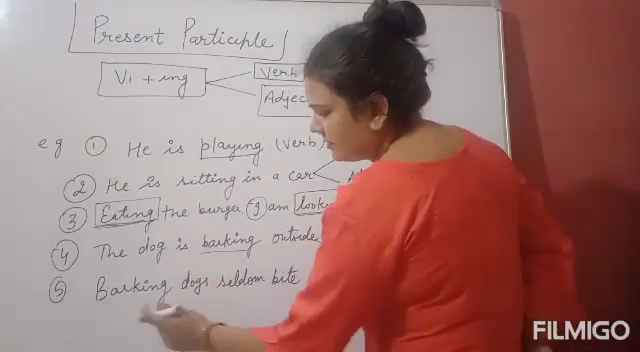 Present Participle
V1 + ing
Verb
Adjec
eg ① He is playing (verb)
② He is sitting in a car
③ Eating the burger I am look
④ The dog is barking outside
⑤ Barking dogs seldom bite
FILMIGO